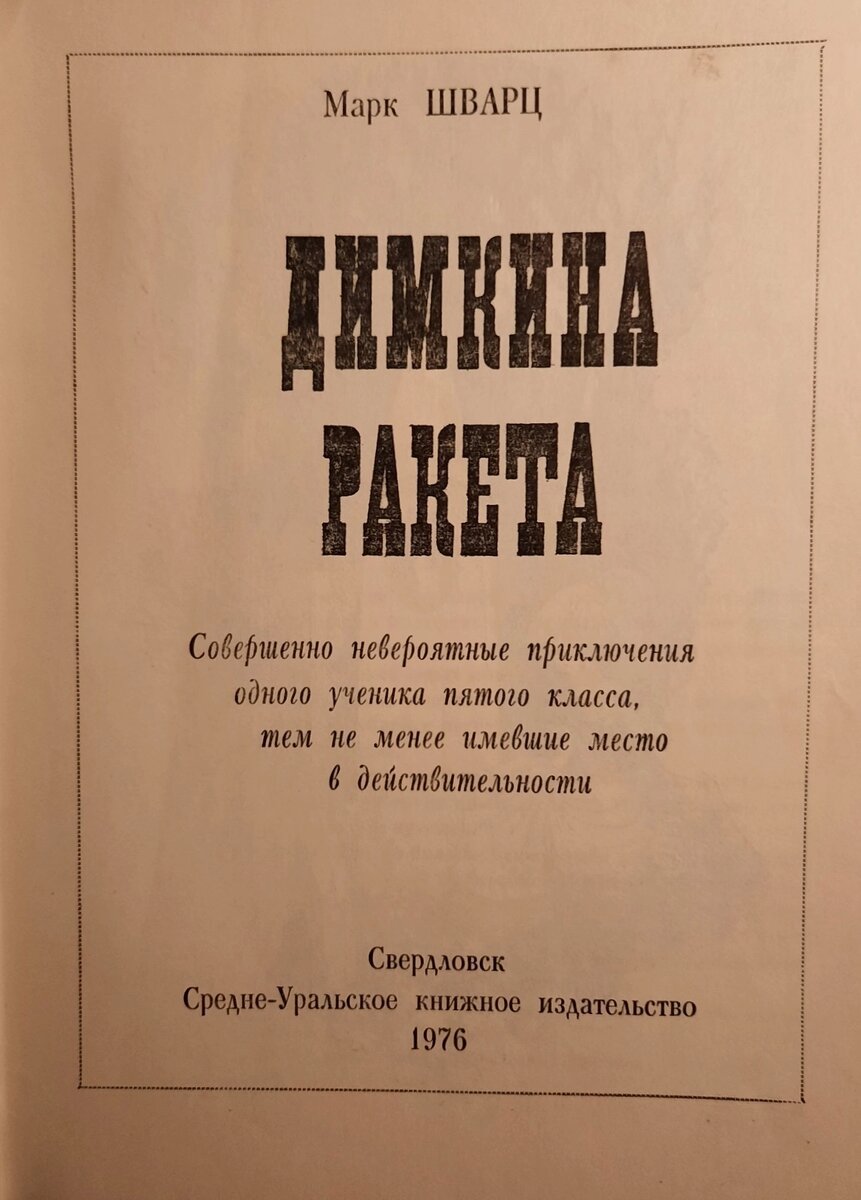 Марк ШВАРЦ
ДИМКИНА
РАКЕТА
Совершенно невероятные приключения
одного ученика пятого класса,
тем не менее имевшие место
в действительности
Свердловск
Средне-Уральское книжное издательство
1976